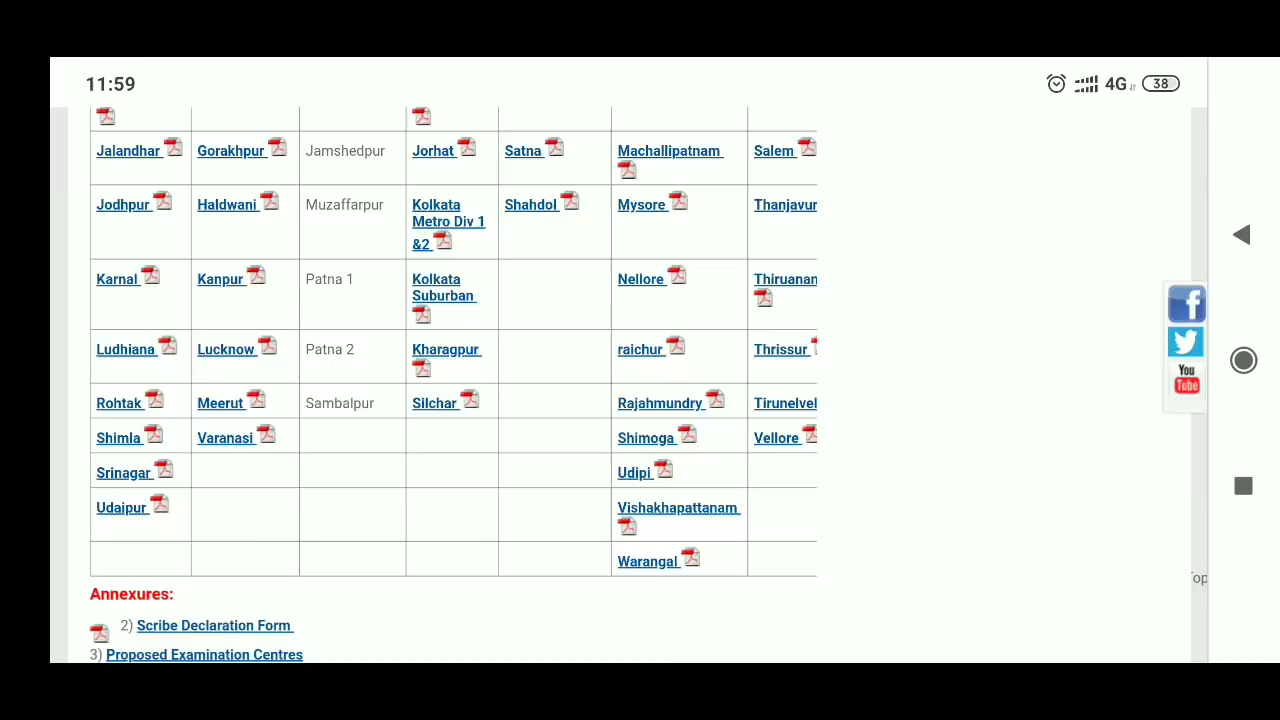 11:59
4G
38
Jalandhar Gorakhpur Jamshedpur Jorhat Satna Machallipatnam Salem
Jodhpur Haldwani Muzaffarpur Kolkata Shahdol Mysore Thanjavur
Metro Div 1
&2
Karnal Kanpur Patna 1 Kolkata Nellore Thiruanan
Suburban
Ludhiana Lucknow Patna 2 Kharagpur raichur Thrissur
Rohtak Meerut Sambalpur Silchar Rajahmundry Tirunelvel
Shimla Varanasi Shimoga Vellore
Srinagar Udipi
Udaipur Vishakhapattanam
Warangal
Annexures:
2) Scribe Declaration Form
3) Proposed Examination Centres
f
You
Tube
Top